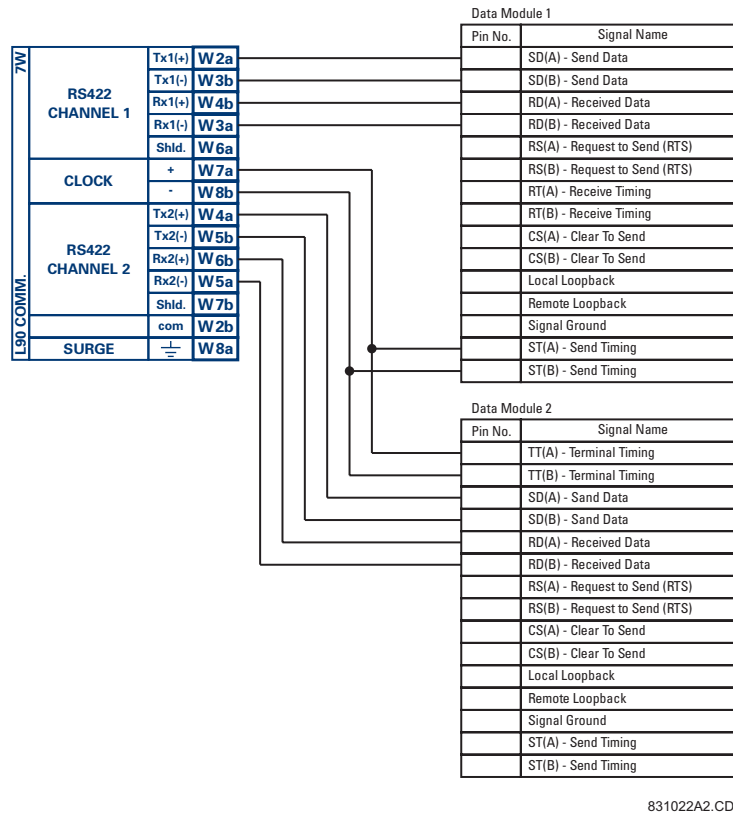 Data Module 1
Pin No. Signal Name
7W
L90 COMM.
RS422
CHANNEL 1
Tx1(+) W2a
Tx1(-) W3b
Rx1(+) W4b
Rx1(-) W3a
Shld. W6a
CLOCK
+ W7a
- W8b
RS422
CHANNEL 2
Tx2(+) W4a
Tx2(-) W5b
Rx2(+) W6b
Rx2(-) W5a
Shld. W7b
com W2b
SURGE W8a
SD(A) - Send Data
SD(B) - Send Data
RD(A) - Received Data
RD(B) - Received Data
RS(A) - Request to Send (RTS)
RS(B) - Request to Send (RTS)
RT(A) - Receive Timing
RT(B) - Receive Timing
CS(A) - Clear To Send
CS(B) - Clear To Send
Local Loopback
Remote Loopback
Signal Ground
ST(A) - Send Timing
ST(B) - Send Timing
Data Module 2
Pin No. Signal Name
TT(A) - Terminal Timing
TT(B) - Terminal Timing
SD(A) - Sand Data
SD(B) - Sand Data
RD(A) - Received Data
RD(B) - Received Data
RS(A) - Request to Send (RTS)
RS(B) - Request to Send (RTS)
CS(A) - Clear To Send
CS(B) - Clear To Send
Local Loopback
Remote Loopback
Signal Ground
ST(A) - Send Timing
ST(B) - Send Timing
831022A2.CD